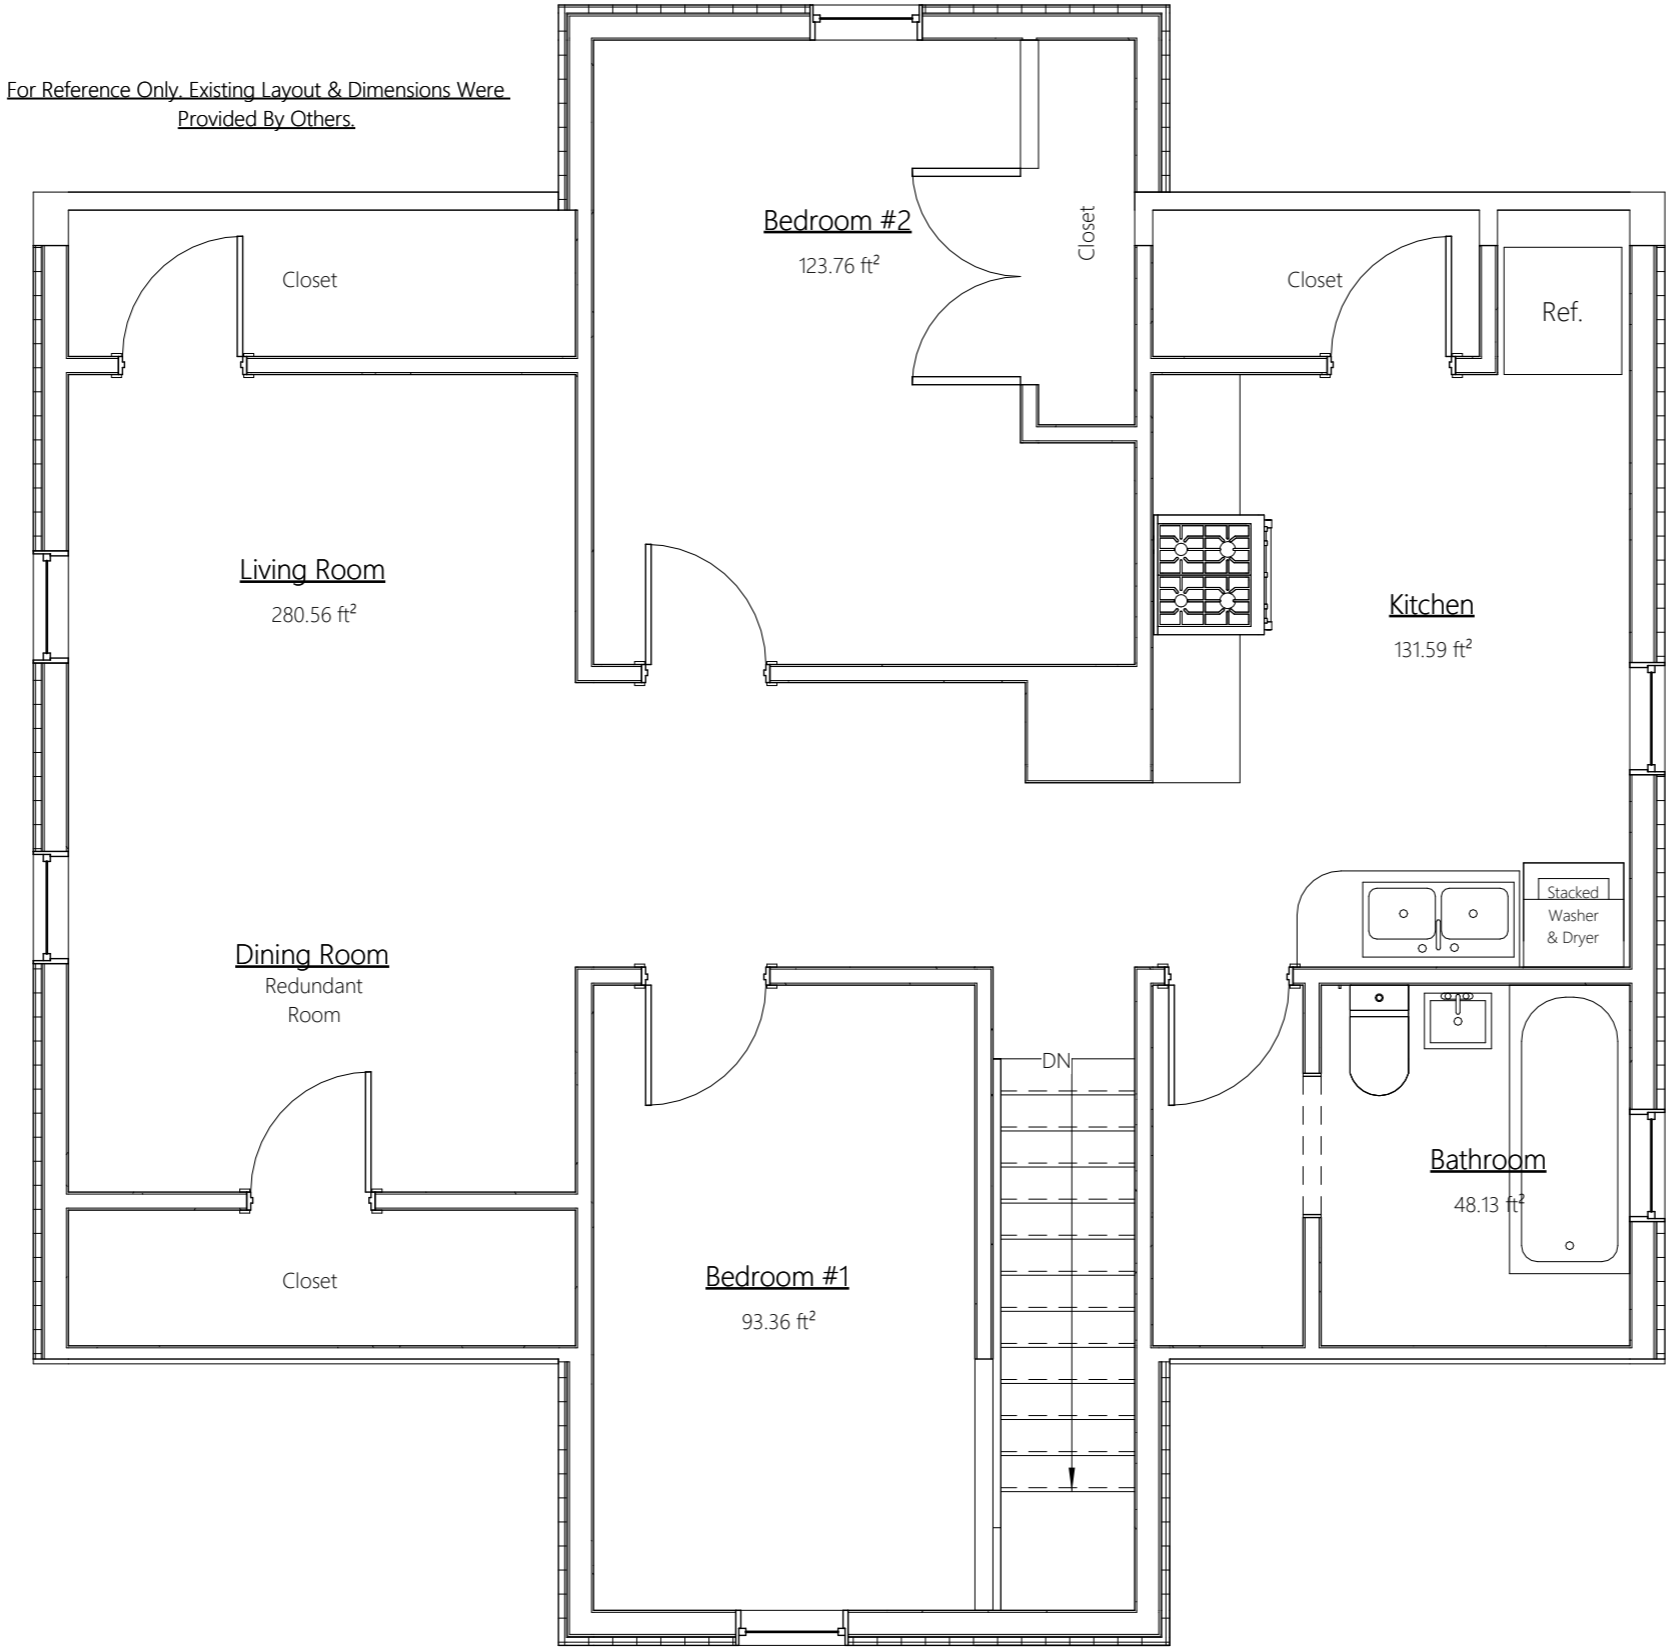 For Reference Only. Existing Layout & Dimensions Were
Provided By Others.
Bedroom #2
123.76 ft²
Closet
Closet
Closet
Ref.
Living Room
280.56 ft²
Kitchen
131.59 ft²
Stacked
Washer
& Dryer
Dining Room
Redundant
Room
DN
Bathroom
48.13 ft²
Closet
Bedroom #1
93.36 ft²